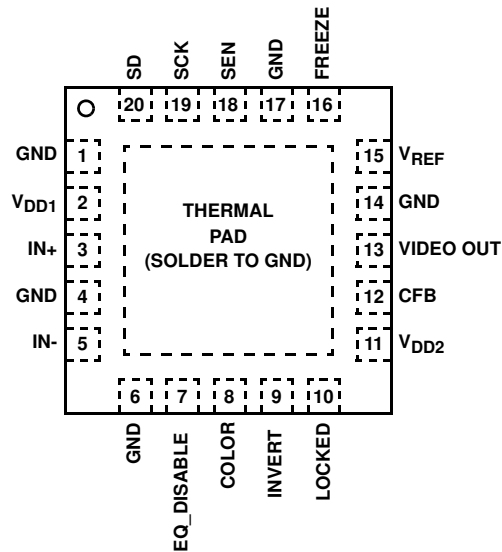 SD
SCK
SEN
GND
FREEZE
20
19
18
17
16
GND
1
15
VREF
VDD1
2
14
GND
IN+
3
THERMAL
PAD
(SOLDER TO GND)
13
VIDEO OUT
GND
4
12
CFB
IN-
5
11
VDD2
6
7
8
9
10
GND
EQ_DISABLE
COLOR
INVERT
LOCKED